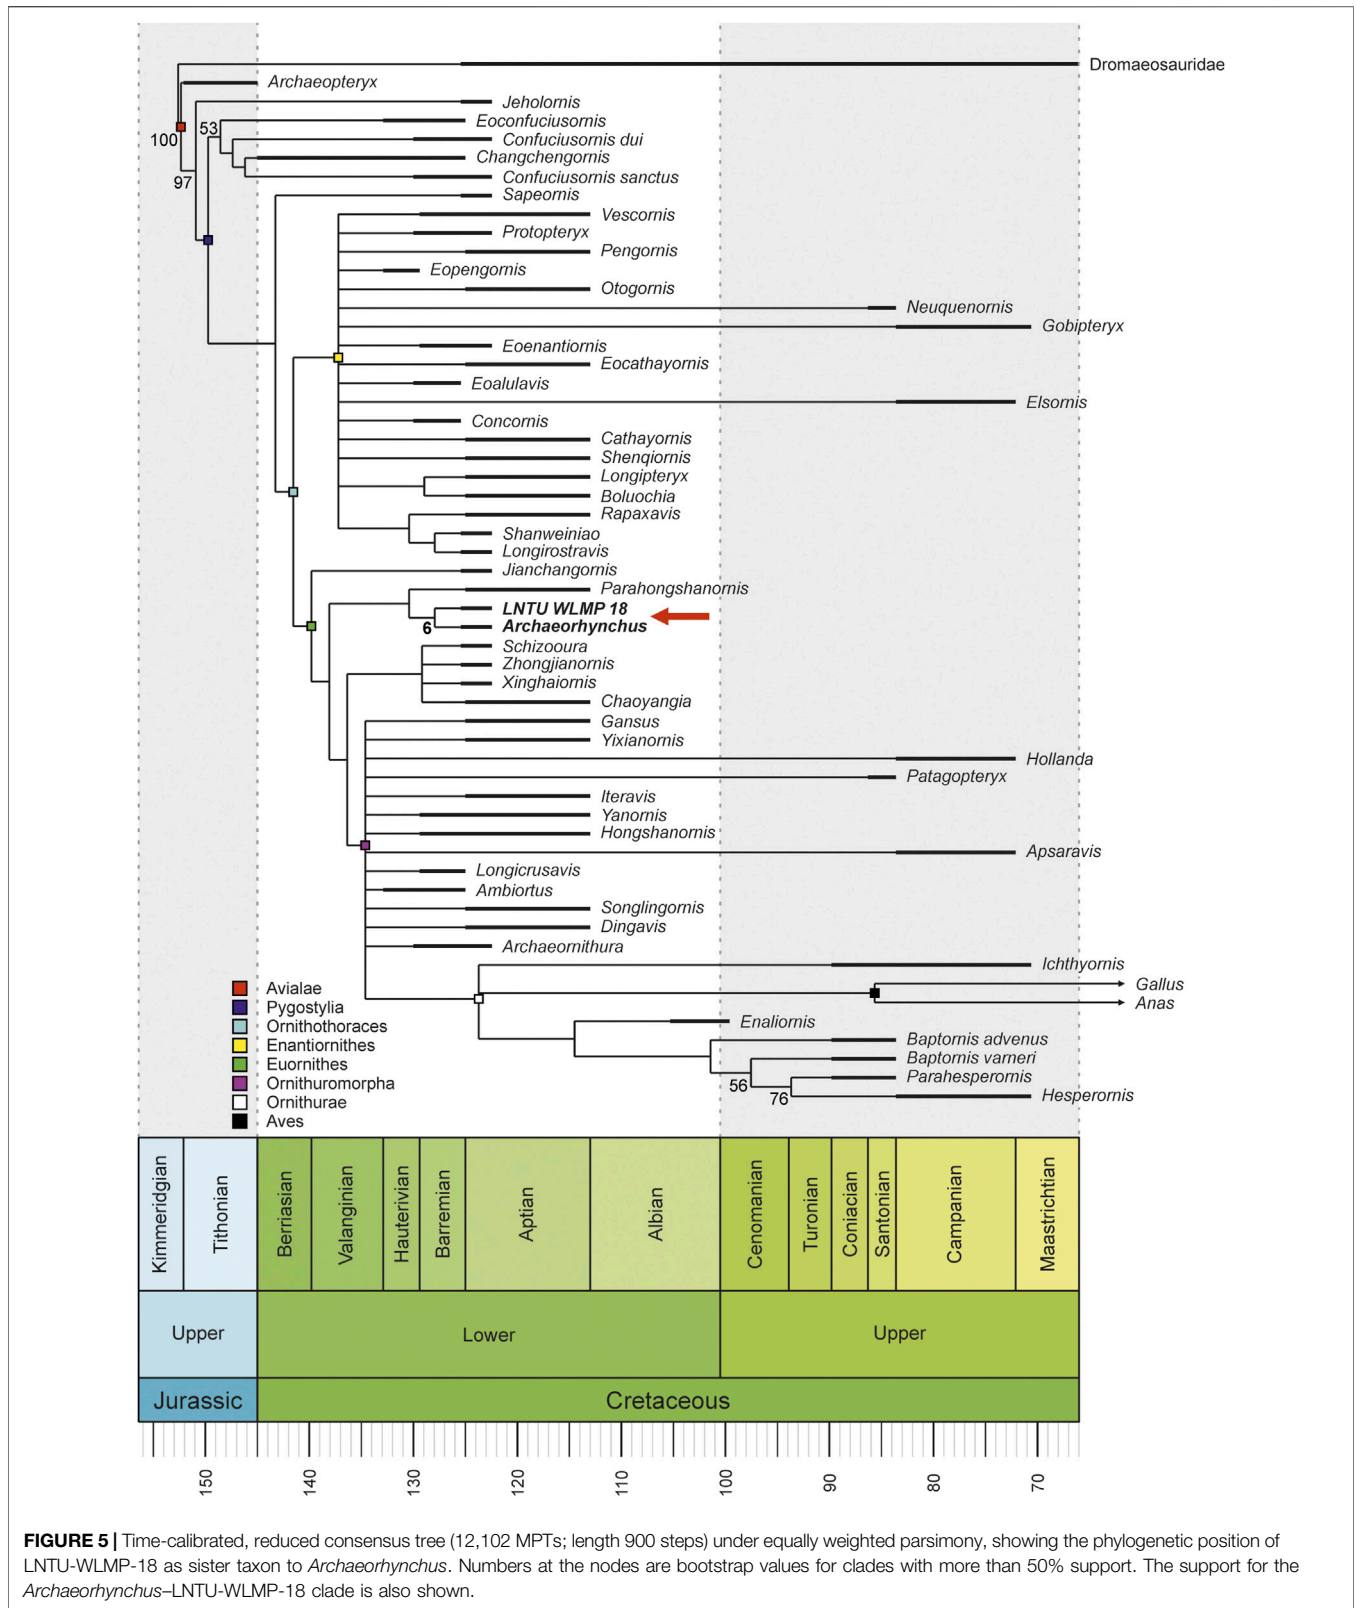 Dromaeosauridae
Archaeopteryx
Jeholornis
Eoconfuciusornis
53
100
Confuciusornis dui
Changchengornis
97
Confuciusornis sanctus
Sapeornis
Vescornis
Protopteryx
Pengornis
Eopengornis
Otogornis
Neuquenornis
Gobipteryx
Eoenantiornis
Eocathayornis
Eoalulavis
Elsornis
Concornis
Cathayornis
Shenqiornis
Longipteryx
Boluochia
Rapaxavis
Shanweiniao
Longirostravis
Jianchangornis
Parahongshanornis
LNTU WLMP 18
6
Archaeorhynchus
Schizooura
Zhongjianornis
Xinghaiornis
Chaoyangia
Gansus
Yixianornis
Hollanda
Patagopteryx
Iteravis
Yanornis
Hongshanornis
Apsaravis
Longicrusavis
Ambiortus
Songlingornis
Dingavis
Archaeornithura
Ichthyornis
Gallus
Anas
Enaliornis
Baptornis advenus
Baptornis varneri
56
Parahesperornis
76
Hesperornis
Avialae
Pygostylia
Ornithothoraces
Enantiornithes
Euornithes
Ornithuromorpha
Ornithurae
Aves
Kimmeridgian
Tithonian
Berriasian
Valanginian
Hauterivian
Barremian
Aptian
Albian
Cenomanian
Turonian
Coniacian
Santonian
Campanian
Maastrichtian
Upper
Lower
Upper
Jurassic
Cretaceous
150
140
130
120
110
100
90
80
70
FIGURE 5 | Time-calibrated, reduced consensus tree (12,102 MPTs; length 900 steps) under equally weighted parsimony, showing the phylogenetic position of
LNTU-WLMP-18 as sister taxon to Archaeorhynchus. Numbers at the nodes are bootstrap values for clades with more than 50% support. The support for the
Archaeorhynchus–LNTU-WLMP-18 clade is also shown.